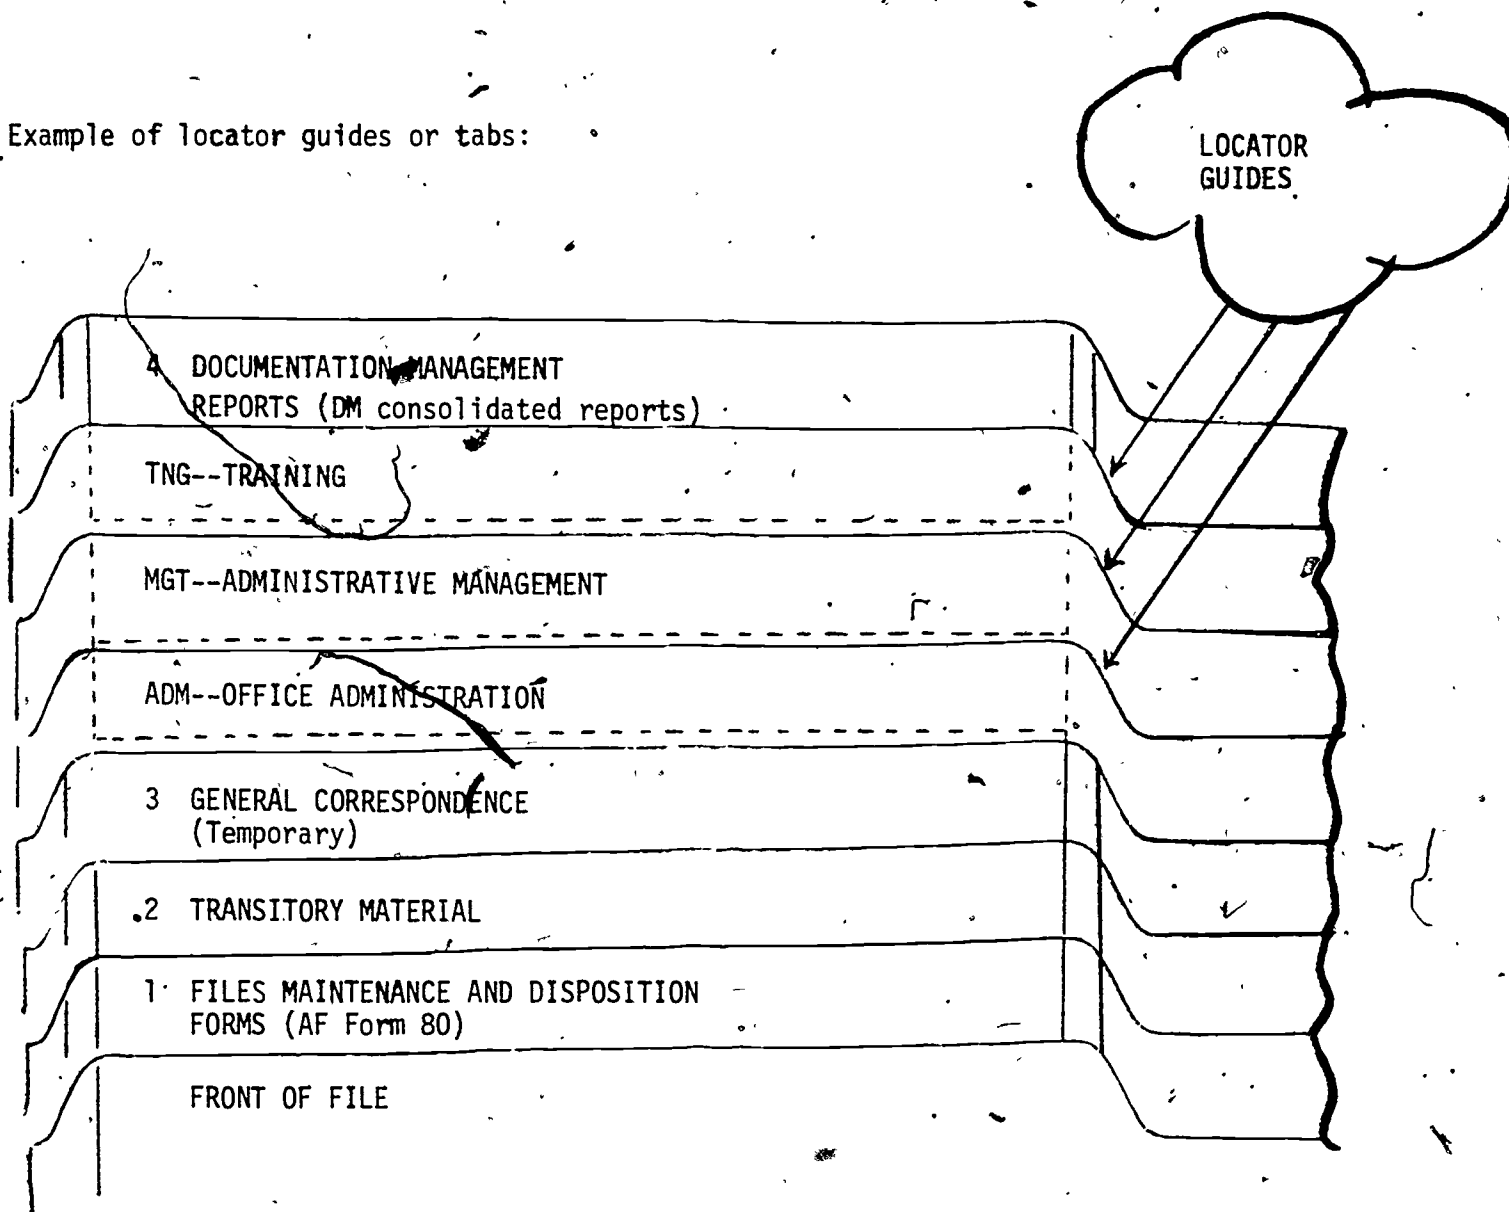 Example of locator guides or tabs:
LOCATOR
GUIDES
4 DOCUMENTATION MANAGEMENT
REPORTS (DM consolidated reports)
TNG--TRAINING
MGT--ADMINISTRATIVE MANAGEMENT
ADM--OFFICE ADMINISTRATION
3 GENERAL CORRESPONDENCE
(Temporary)
2 TRANSITORY MATERIAL
1 FILES MAINTENANCE AND DISPOSITION
FORMS (AF Form 80)
FRONT OF FILE